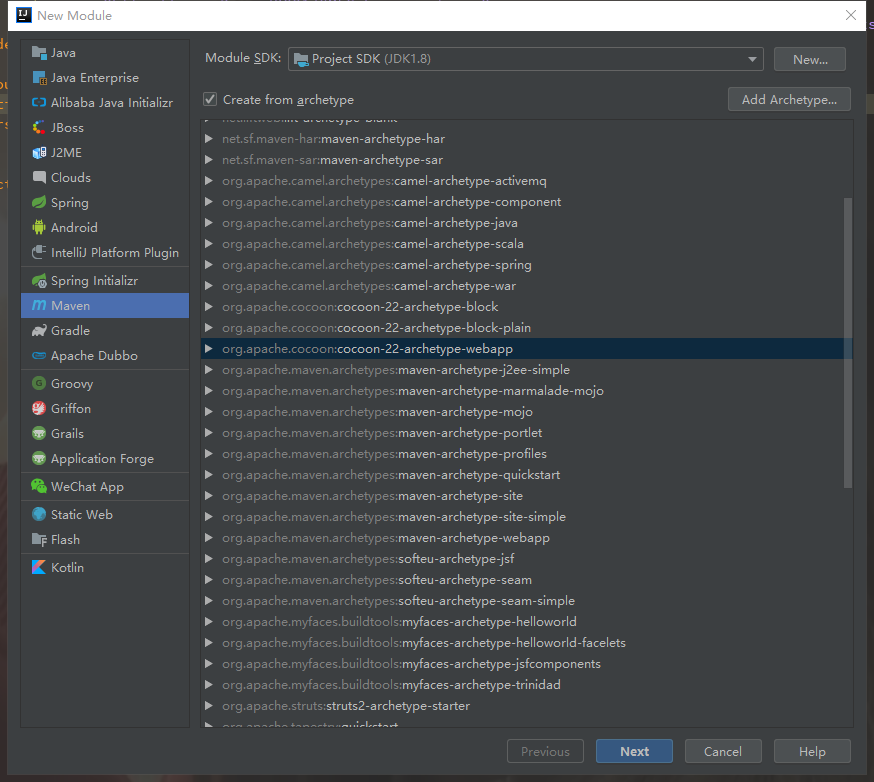 New Module
Java
Java Enterprise
Alibaba Java Initializr
JBoss
J2ME
Clouds
Spring
Android
IntelliJ Platform Plugin
Spring Initializr
Maven
Gradle
Apache Dubbo
Groovy
Griffon
Grails
Application Forge
WeChat App
Static Web
Flash
Kotlin
Module SDK: Project SDK (JDK1.8) New...
Create from archetype Add Archetype...
net.sf.maven-har:maven-archetype-har
net.sf.maven-sar:maven-archetype-sar
org.apache.camel.archetypes:camel-archetype-activemq
org.apache.camel.archetypes:camel-archetype-component
org.apache.camel.archetypes:camel-archetype-java
org.apache.camel.archetypes:camel-archetype-scala
org.apache.camel.archetypes:camel-archetype-spring
org.apache.camel.archetypes:camel-archetype-war
org.apache.cocoon:cocoon-22-archetype-block
org.apache.cocoon:cocoon-22-archetype-block-plain
org.apache.cocoon:cocoon-22-archetype-webapp
org.apache.maven.archetypes:maven-archetype-j2ee-simple
org.apache.maven.archetypes:maven-archetype-marmalade-mojo
org.apache.maven.archetypes:maven-archetype-mojo
org.apache.maven.archetypes:maven-archetype-portlet
org.apache.maven.archetypes:maven-archetype-profiles
org.apache.maven.archetypes:maven-archetype-quickstart
org.apache.maven.archetypes:maven-archetype-site
org.apache.maven.archetypes:maven-archetype-site-simple
org.apache.maven.archetypes:maven-archetype-webapp
org.apache.maven.archetypes:softeu-archetype-jsf
org.apache.maven.archetypes:softeu-archetype-seam
org.apache.maven.archetypes:softeu-archetype-seam-simple
org.apache.myfaces.buildtools:myfaces-archetype-helloworld
org.apache.myfaces.buildtools:myfaces-archetype-helloworld-facelets
org.apache.myfaces.buildtools:myfaces-archetype-jsfcomponents
org.apache.myfaces.buildtools:myfaces-archetype-trinidad
org.apache.struts:struts2-archetype-starter
org.apache.tapestry:quickstart
Previous Next Cancel Help